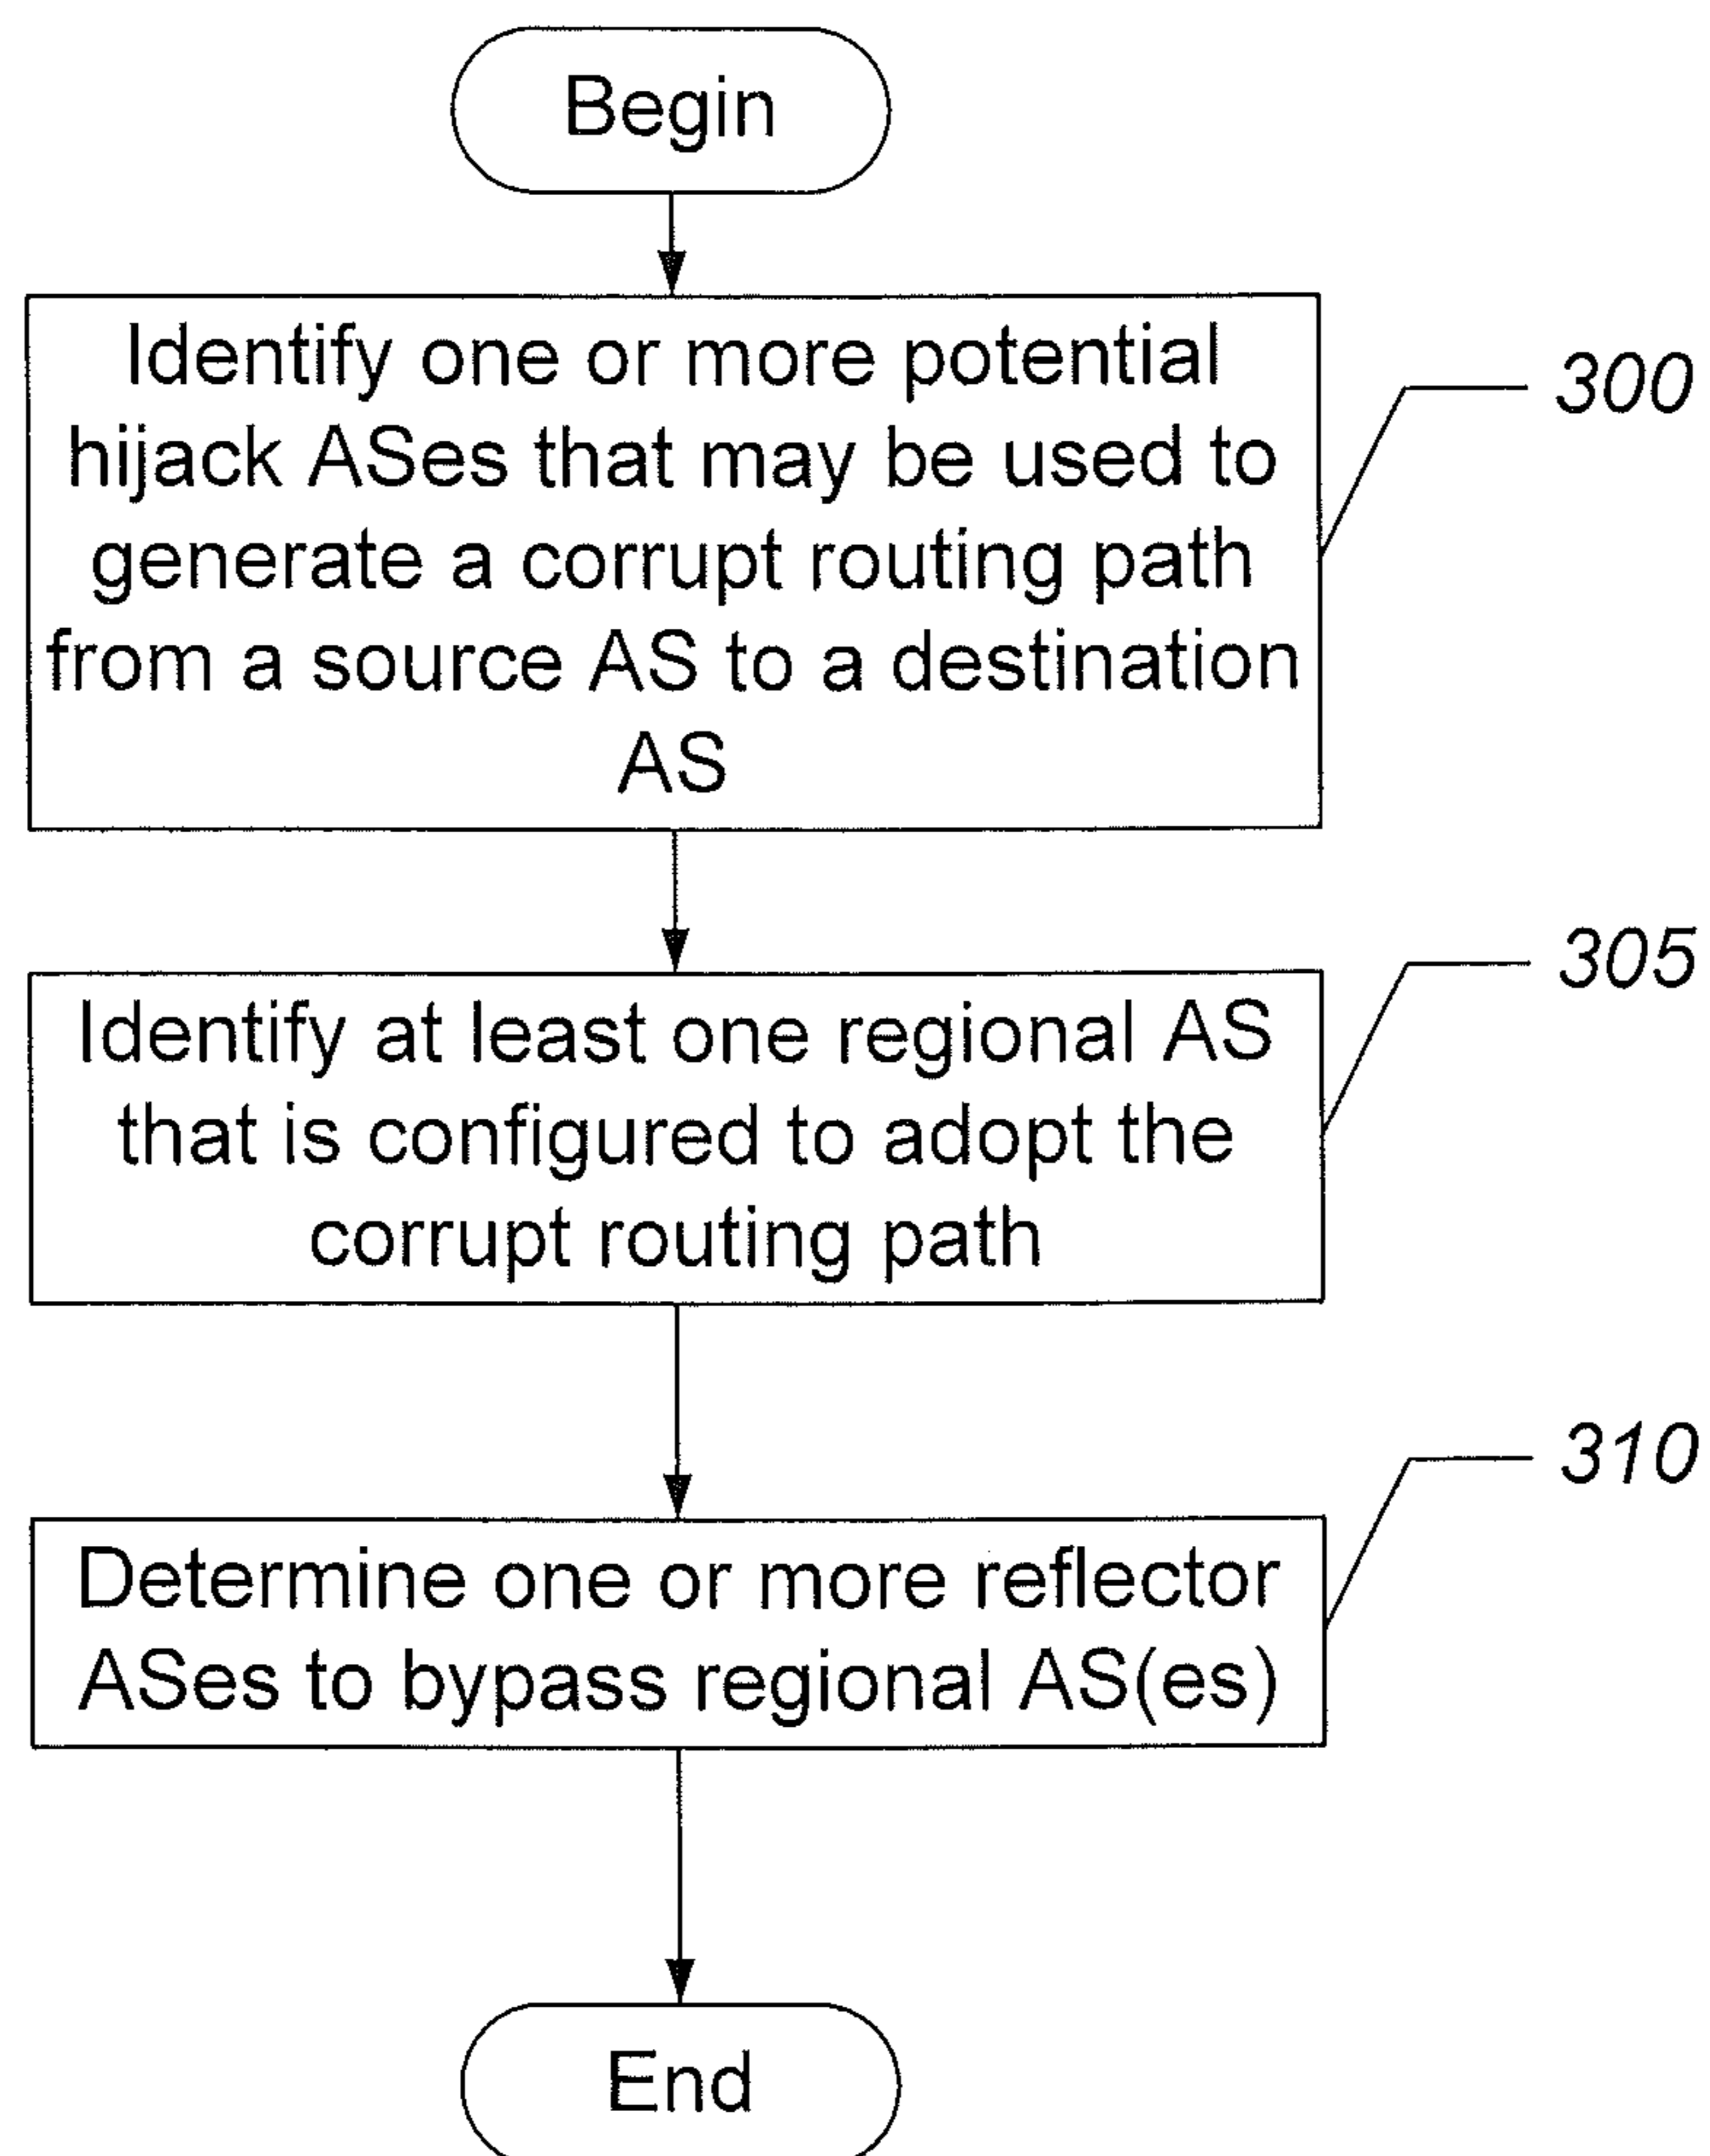 Begin
Identify one or more potential
hijack ASes that may be used to
generate a corrupt routing path
from a source AS to a destination
AS
300
Identify at least one regional AS
that is configured to adopt the
corrupt routing path
305
Determine one or more reflector
ASes to bypass regional AS(es)
310
End